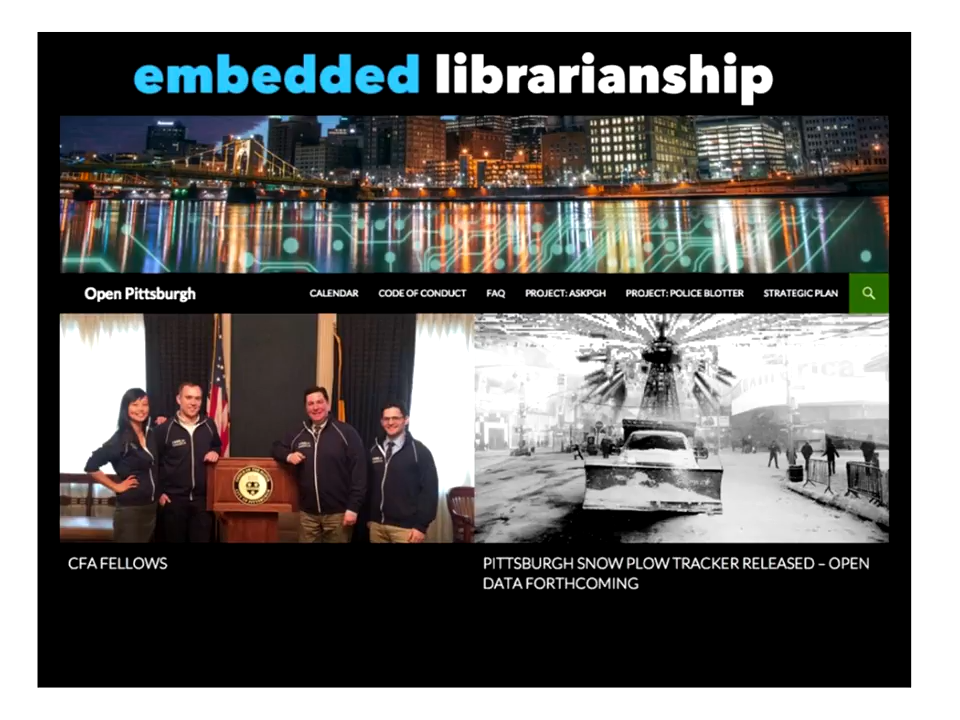 embedded librarianship
Open Pittsburgh
CALENDAR
CODE OF CONDUCT
FAQ
PROJECT: ASKPGH
PROJECT: POLICE BLOTTER
STRATEGIC PLAN
CFA FELLOWS
PITTSBURGH SNOW PLOW TRACKER RELEASED – OPEN
DATA FORTHCOMING